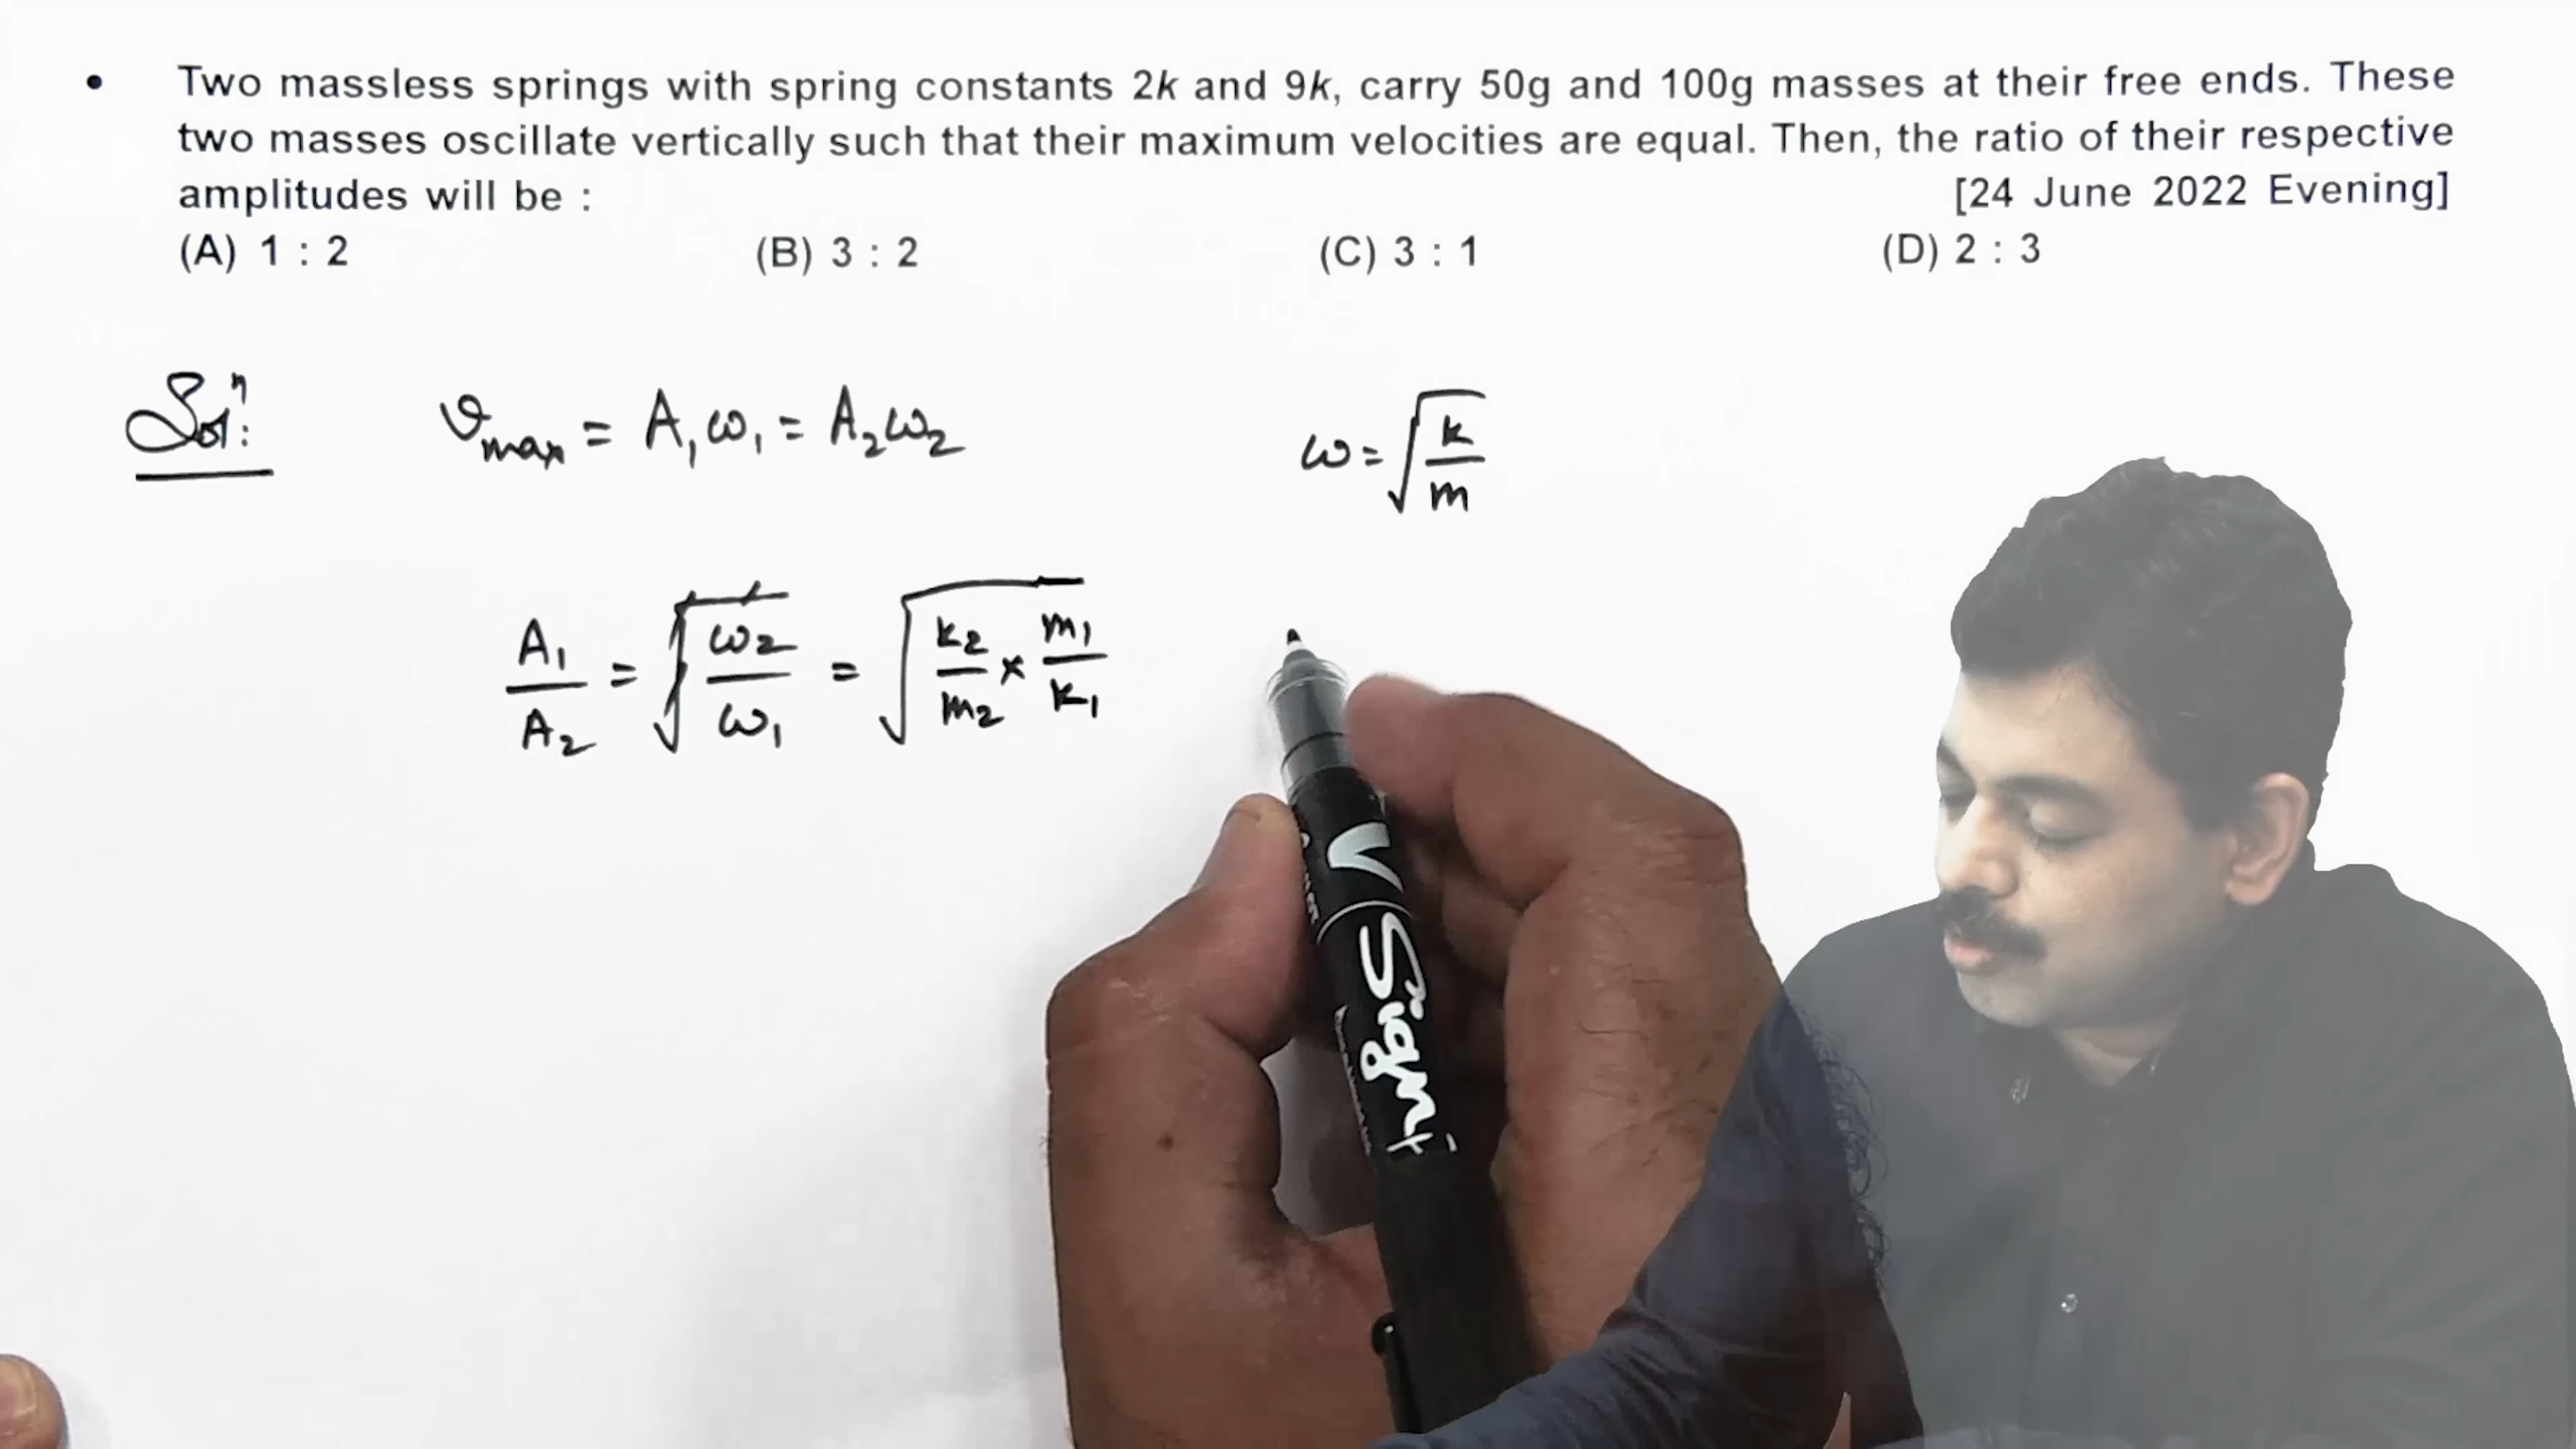 • Two massless springs with spring constants 2k and 9k, carry 50g and 100g masses at their free ends. These
two masses oscillate vertically such that their maximum velocities are equal. Then, the ratio of their respective
amplitudes will be : [24 June 2022 Evening]
(A) 1 : 2 (B) 3 : 2 (C) 3 : 1 (D) 2 : 3
Solⁿ: v_max = A₁ω₁ = A₂ω₂ ω = √(k/m)
A₁/A₂ = √(ω₂/ω₁) = √(k₂/m₂ × m₁/k₁)
V Sign